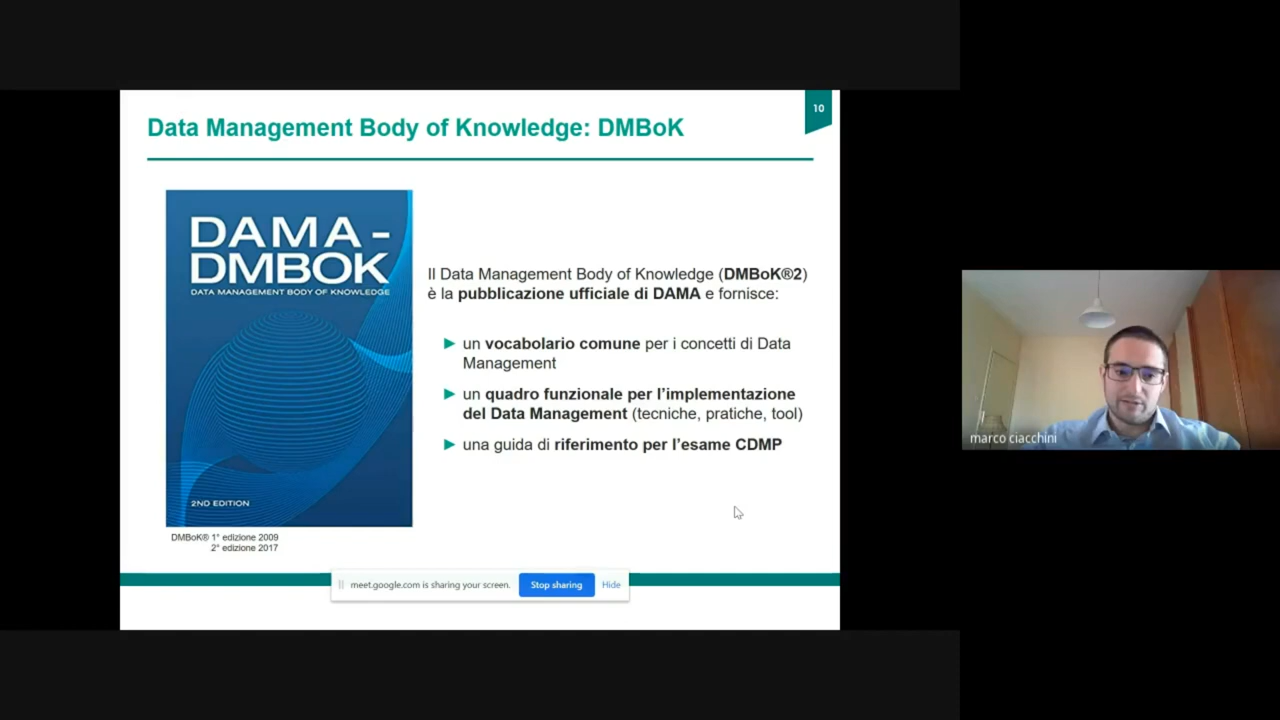 10
Data Management Body of Knowledge: DMBoK
DAMA -
DMBOK
DATA MANAGEMENT BODY OF KNOWLEDGE
2ND EDITION
DMBoK® 1° edizione 2009
2° edizione 2017
Il Data Management Body of Knowledge (DMBoK®2)
è la pubblicazione ufficiale di DAMA e fornisce:
un vocabolario comune per i concetti di Data
Management
un quadro funzionale per l'implementazione
del Data Management (tecniche, pratiche, tool)
una guida di riferimento per l'esame CDMP
meet.google.com is sharing your screen. Stop sharing Hide
marco ciacchini